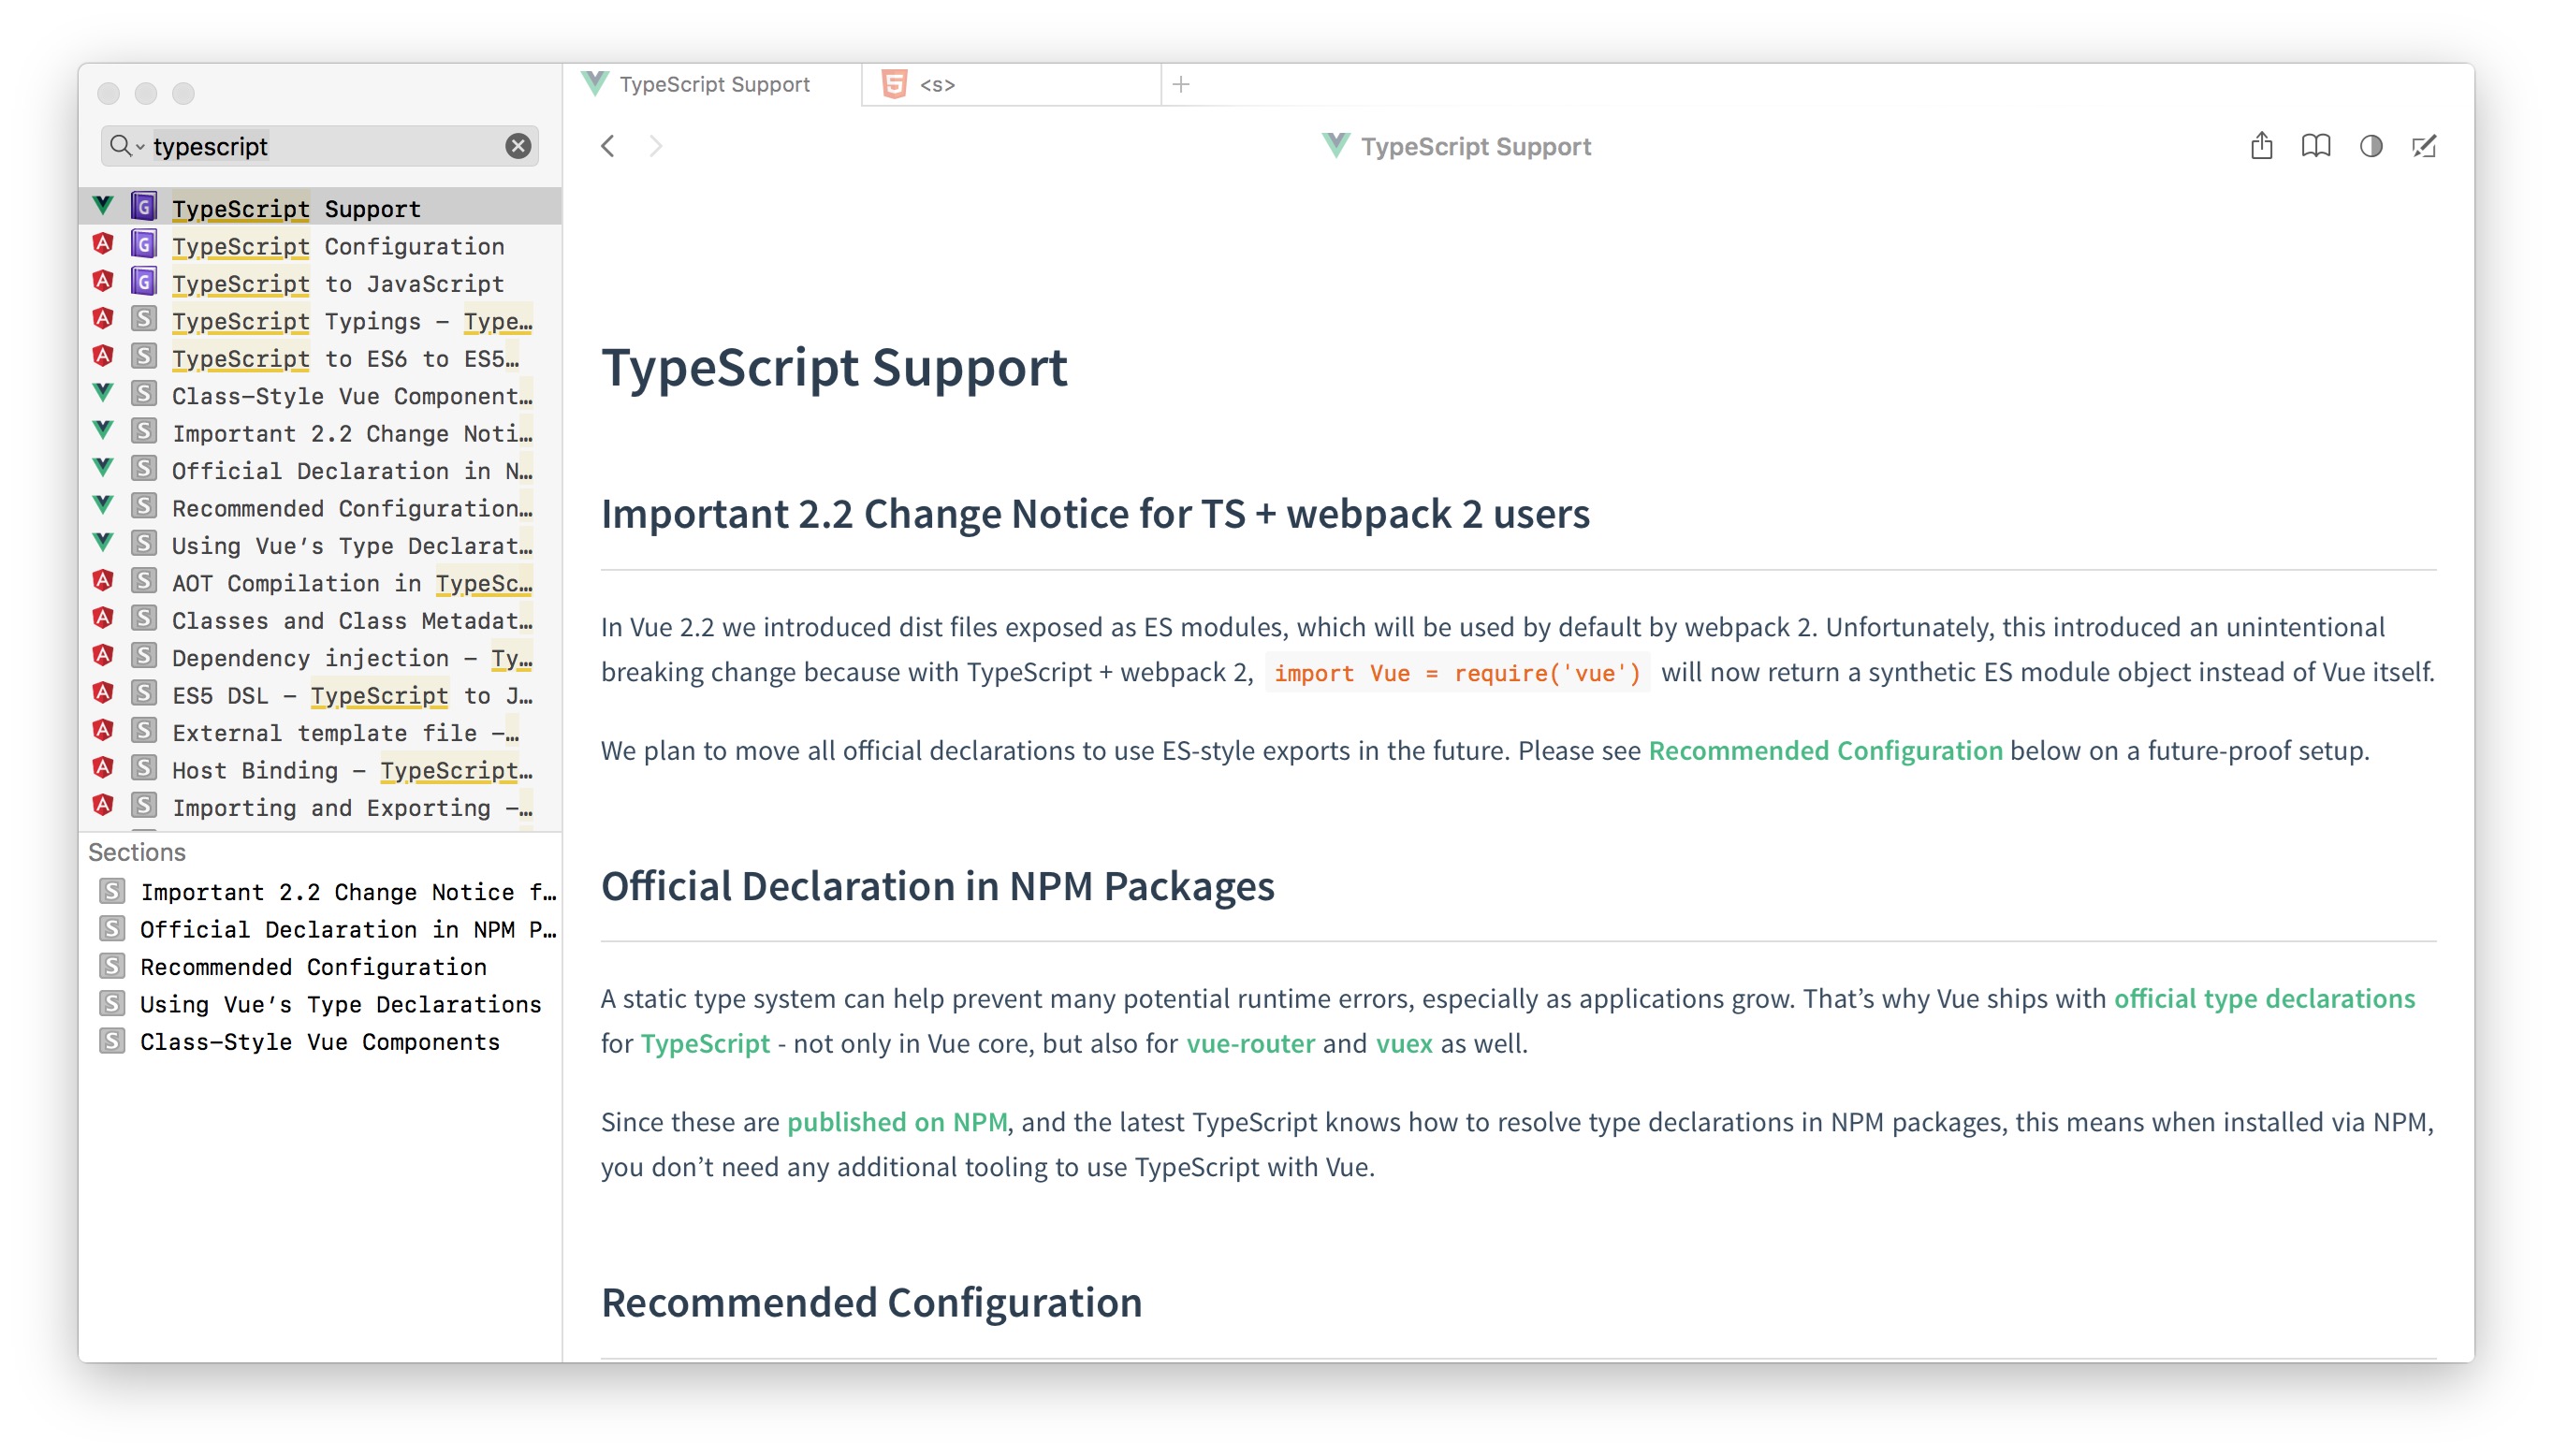 TypeScript Support
<s>
typescript
TypeScript Support
TypeScript Support
TypeScript Configuration
TypeScript to JavaScript
TypeScript Typings – Type…
TypeScript to ES6 to ES5…
Class-Style Vue Component…
Important 2.2 Change Noti…
Official Declaration in N…
Recommended Configuration…
Using Vue’s Type Declarat…
AOT Compilation in TypeSc…
Classes and Class Metadat…
Dependency injection – Ty…
ES5 DSL – TypeScript to J…
External template file –…
Host Binding – TypeScript…
Importing and Exporting –…
Sections
Important 2.2 Change Notice f…
Official Declaration in NPM P…
Recommended Configuration
Using Vue’s Type Declarations
Class-Style Vue Components
TypeScript Support
Important 2.2 Change Notice for TS + webpack 2 users
In Vue 2.2 we introduced dist files exposed as ES modules, which will be used by default by webpack 2. Unfortunately, this introduced an unintentional
breaking change because with TypeScript + webpack 2, import Vue = require('vue') will now return a synthetic ES module object instead of Vue itself.
We plan to move all official declarations to use ES-style exports in the future. Please see Recommended Configuration below on a future-proof setup.
Official Declaration in NPM Packages
A static type system can help prevent many potential runtime errors, especially as applications grow. That’s why Vue ships with official type declarations
for TypeScript - not only in Vue core, but also for vue-router and vuex as well.
Since these are published on NPM, and the latest TypeScript knows how to resolve type declarations in NPM packages, this means when installed via NPM,
you don’t need any additional tooling to use TypeScript with Vue.
Recommended Configuration